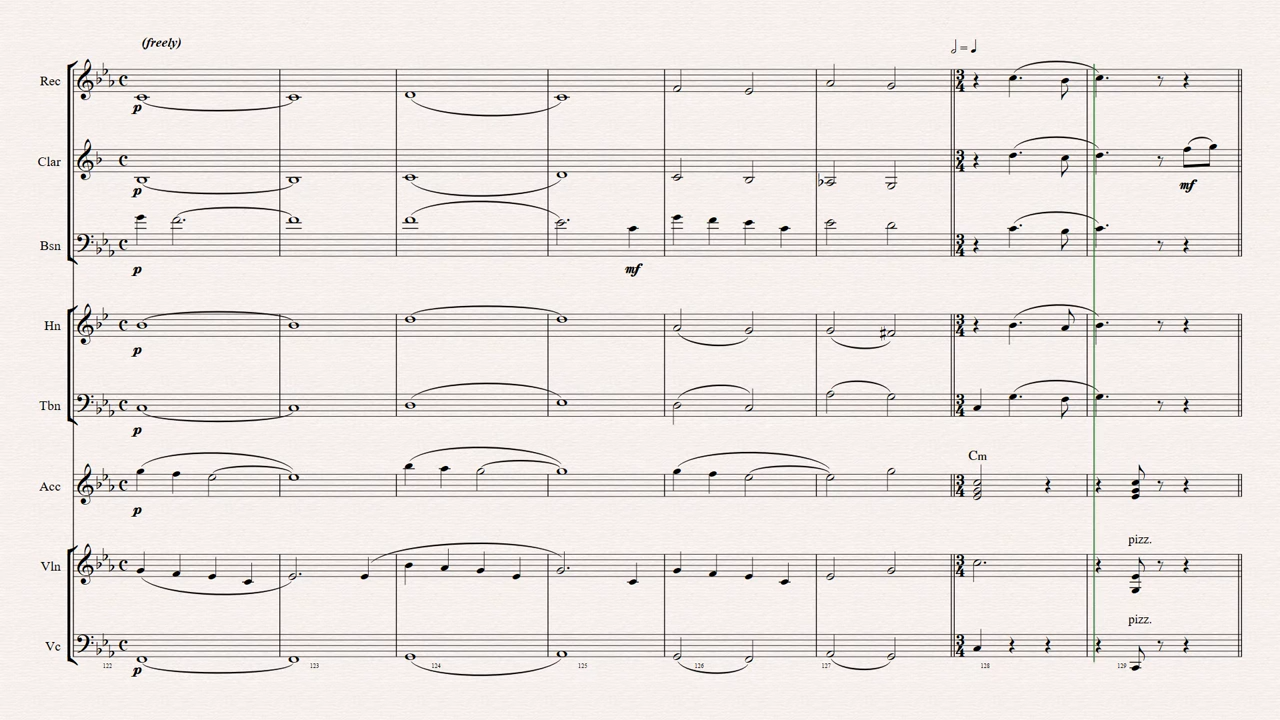 (freely)
Rec
p
Clar
p
mf
Bsn
p
mf
Hn
p
Tbn
p
Cm
Acc
p
pizz.
Vln
pizz.
Vc
p
122 123 124 125 126 127 128 129